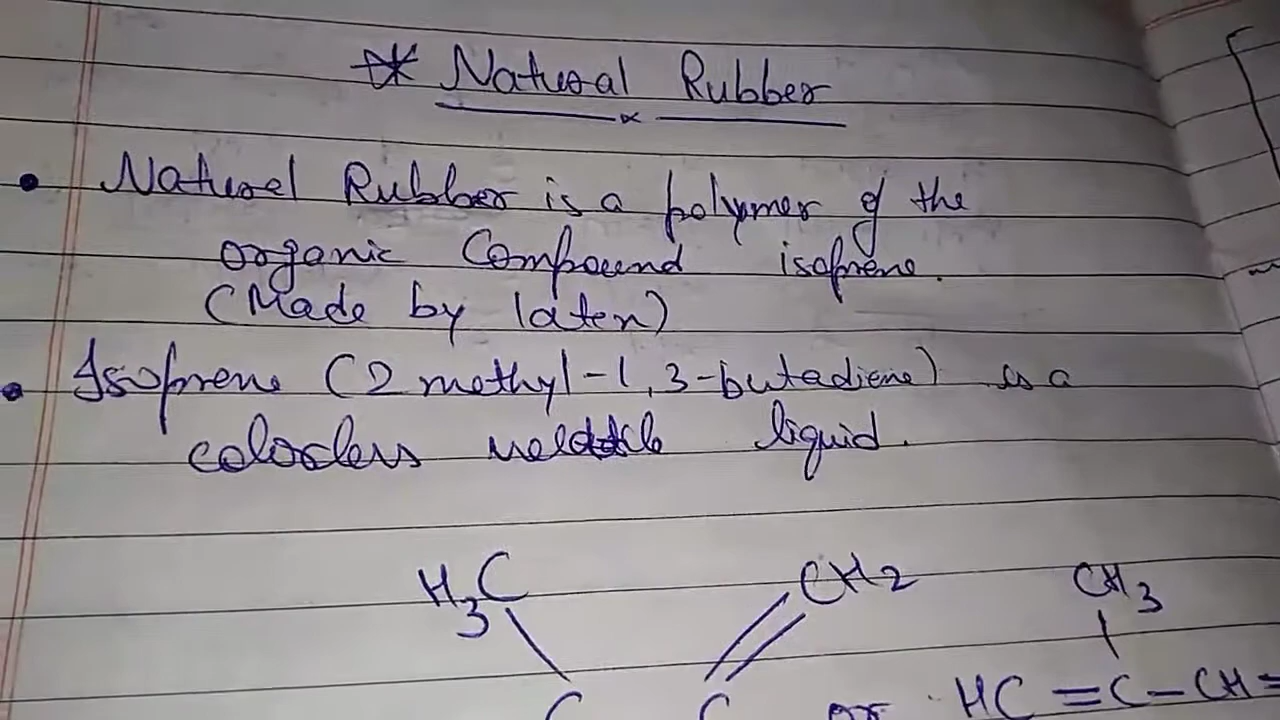 * Natural Rubber
• Natural Rubber is a polymer of the
organic Compound isoprene.
(Made by latex)
• Isoprene (2 methyl-1,3-butadiene) is a
colorless liquid.
H3C CH2 CH3
C C or HC=C-CH=